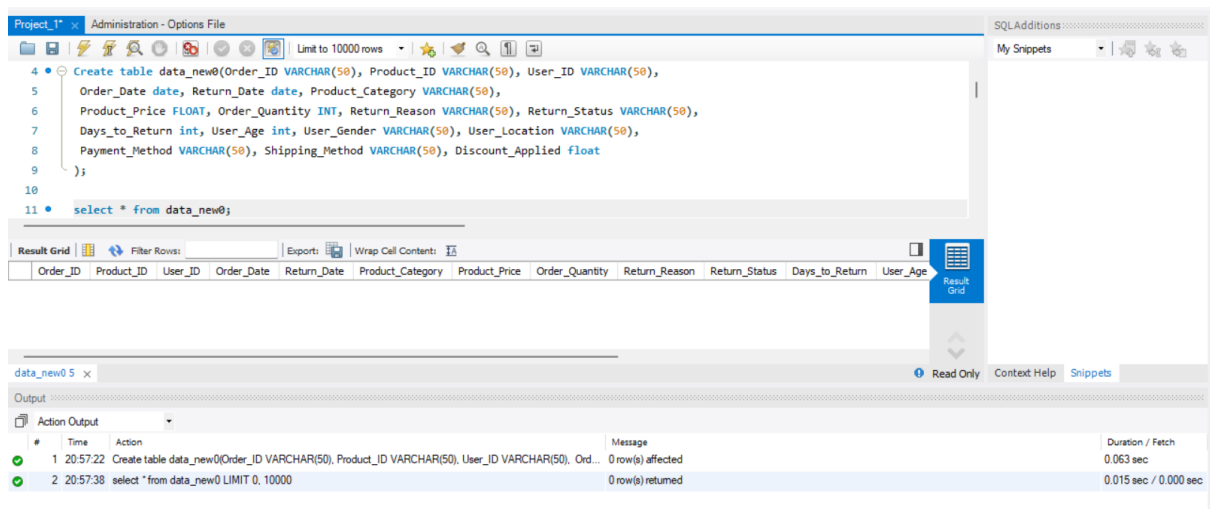 Project_1* × Administration - Options File
SQLAdditions
Limit to 10000 rows
My Snippets
4 Create table data_new0(Order_ID VARCHAR(50), Product_ID VARCHAR(50), User_ID VARCHAR(50),
5 Order_Date date, Return_Date date, Product_Category VARCHAR(50),
6 Product_Price FLOAT, Order_Quantity INT, Return_Reason VARCHAR(50), Return_Status VARCHAR(50),
7 Days_to_Return int, User_Age int, User_Gender VARCHAR(50), User_Location VARCHAR(50),
8 Payment_Method VARCHAR(50), Shipping_Method VARCHAR(50), Discount_Applied float
9 );
10
11 select * from data_new0;
Result Grid Filter Rows: Export: Wrap Cell Content:
Order_ID Product_ID User_ID Order_Date Return_Date Product_Category Product_Price Order_Quantity Return_Reason Return_Status Days_to_Return User_Age
Result
Grid
data_new0 5 ×
Read Only
Context Help Snippets
Output
Action Output
# Time Action Message Duration / Fetch
1 20:57:22 Create table data_new0(Order_ID VARCHAR(50), Product_ID VARCHAR(50), User_ID VARCHAR(50), Ord... 0 row(s) affected 0.063 sec
2 20:57:38 select * from data_new0 LIMIT 0, 10000 0 row(s) returned 0.015 sec / 0.000 sec